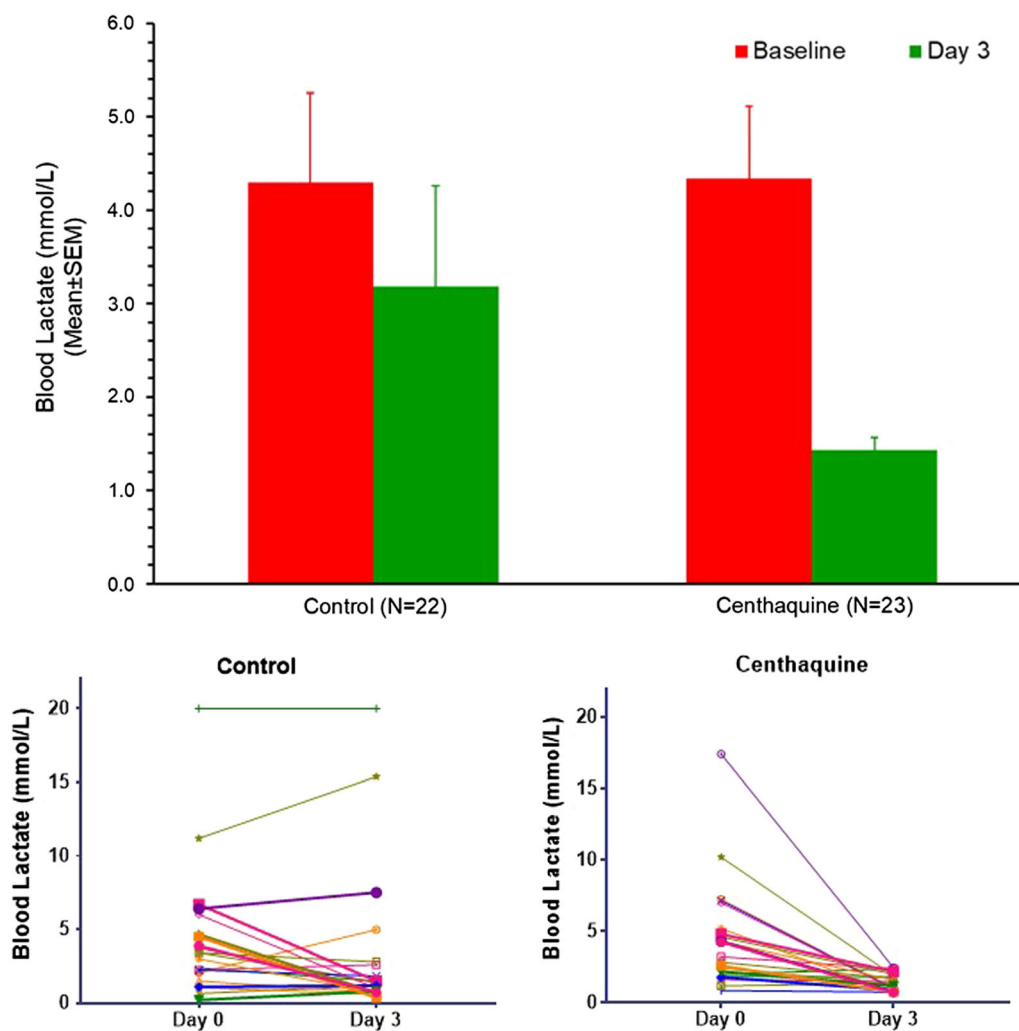 6.0
Baseline
Day 3
5.0
4.0
3.0
2.0
1.0
0.0
Blood Lactate (mmol/L)
(Mean±SEM)
Control (N=22)
Centhaquine (N=23)
Control
20
15
10
5
0
Blood Lactate (mmol/L)
Day 0
Day 3
Centhaquine
20
15
10
5
0
Blood Lactate (mmol/L)
Day 0
Day 3